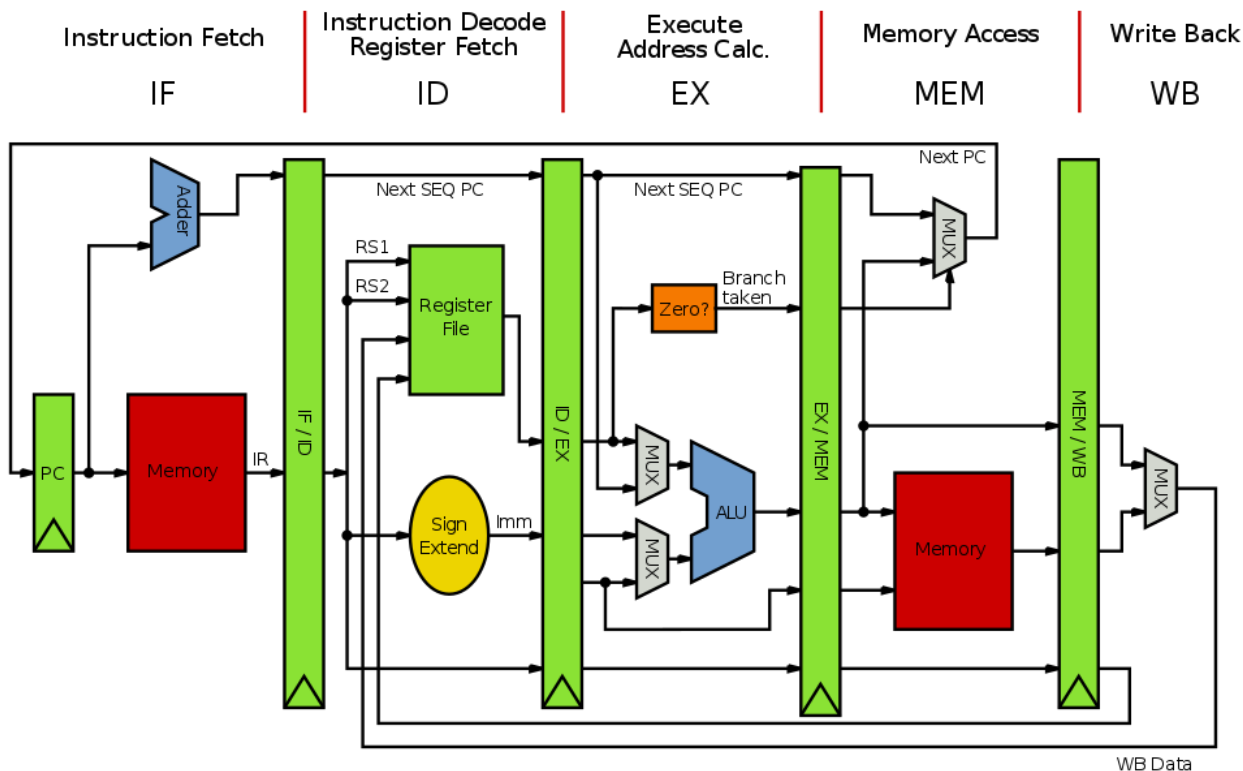 Instruction Fetch
IF
Instruction Decode
Register Fetch
ID
Execute
Address Calc.
EX
Memory Access
MEM
Write Back
WB
Next PC
Adder
Next SEQ PC
Next SEQ PC
MUX
RS1
RS2
Register
File
Branch
taken
Zero?
IF / ID
ID / EX
EX / MEM
MEM / WB
PC
Memory
IR
MUX
ALU
MUX
Sign
Extend
Imm
MUX
Memory
WB Data